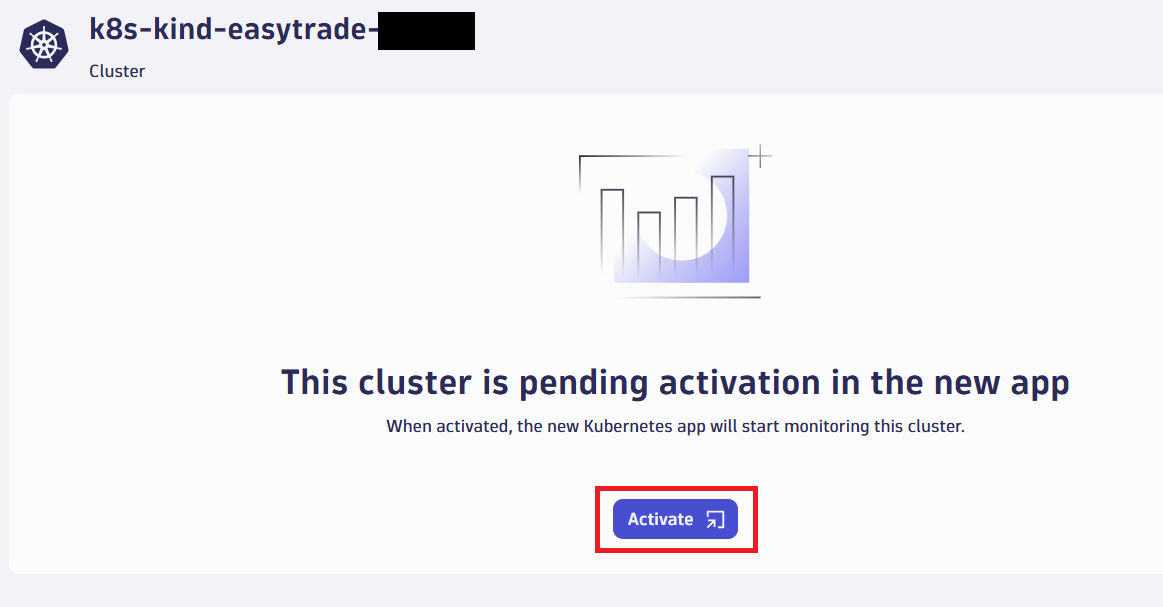 k8s-kind-easytrade-
Cluster
This cluster is pending activation in the new app
When activated, the new Kubernetes app will start monitoring this cluster.
Activate